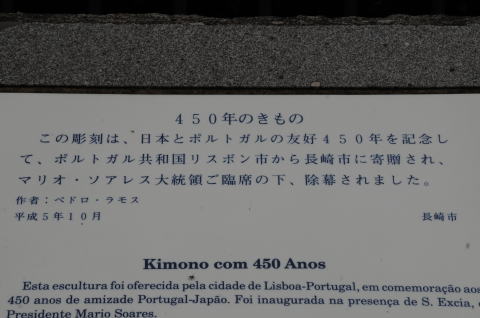 450年のきもの
この彫刻は、日本とポルトガルの友好450年を記念し
て、ポルトガル共和国リスボン市から長崎市に寄贈され、
マリオ・ソアレス大統領ご臨席の下、除幕されました。
作者:ペドロ・ラモス
平成5年10月 長崎市
Kimono com 450 Anos
Esta escultura foi oferecida pela cidade de Lisboa-Portugal, em comemoração aos
450 anos de amizade Portugal-Japão. Foi inaugurada na presença de S. Excia,
Presidente Mario Soares.